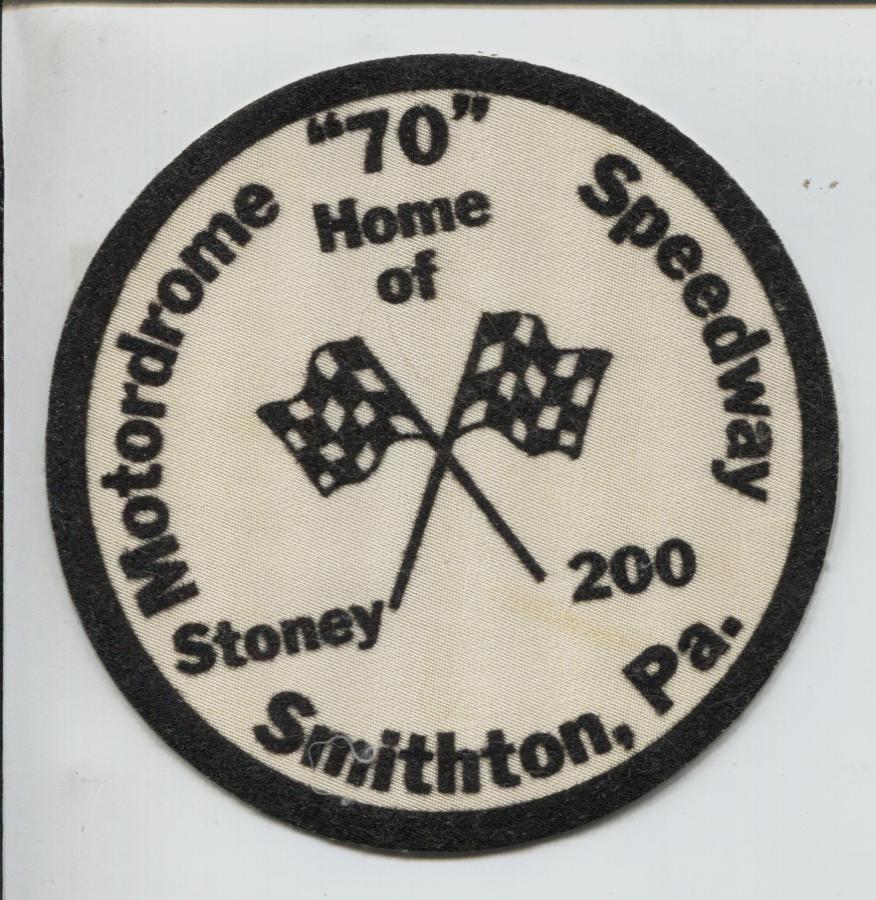 Motordrome "70" Speedway
Home
of
Stoney 200
Smithton, Pa.